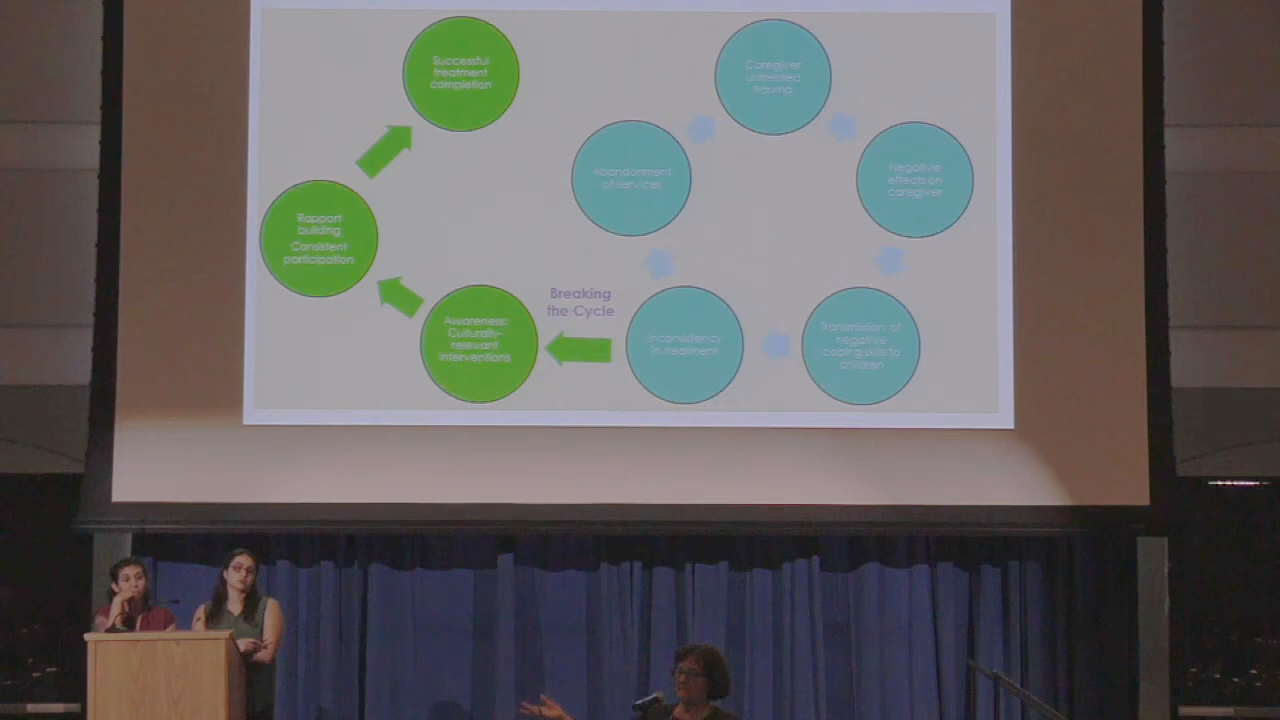 Successful
treatment
completion
Caregiver
untreated
trauma
Abandonment
of services
Negative
effects on
caregiver
Rapport
building
Consistent
participation
Breaking
the Cycle
Awareness:
Culturally-
relevant
interventions
Inconsistency
in treatment
Transmission of
negative
coping skills to
children